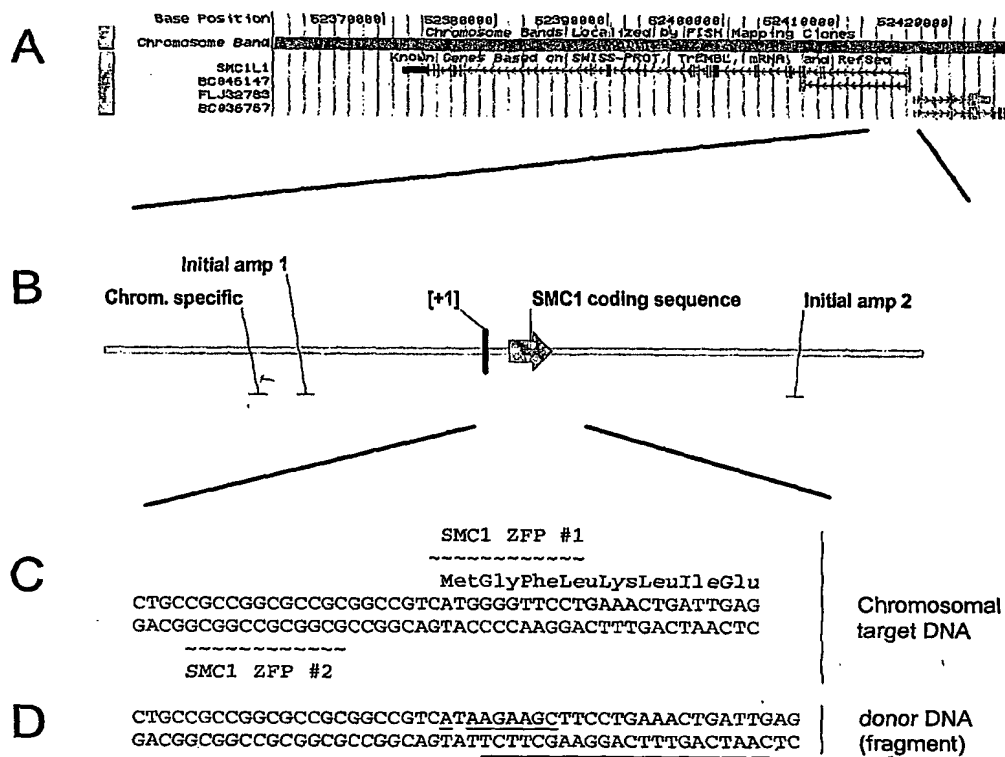 A
Base Position 52370000 52380000 52390000 52400000 52410000 52420000
Chromosome Bands Localized by FISH Mapping Clones
Chromosome Band
Known Genes Based on SWISS-PROT, TrEMBL, mRNA, and RefSeq
SMC1L1
BC046147
FLJ32783
BC036767
B
Initial amp 1
Chrom. specific
[+1]
SMC1 coding sequence
Initial amp 2
C
SMC1 ZFP #1
MetGlyPheLeuLysLeuIleGlu
CTGCCGCCGGCGCCGCGGCCGTCATGGGGTTCCTGAAACTGATTGAG
GACGGCGGCCGCGGCGCCGGCAGTACCCCAAGGACTTTGACTAACTC
SMC1 ZFP #2
Chromosomal
target DNA
D
CTGCCGCCGGCGCCGCGGCCGTCATAAGAAGCTTCCTGAAACTGATTGAG
GACGGCGGCCGCGGCGCCGGCAGTATTCTTCGAAGGACTTTGACTAACTC
donor DNA
(fragment)